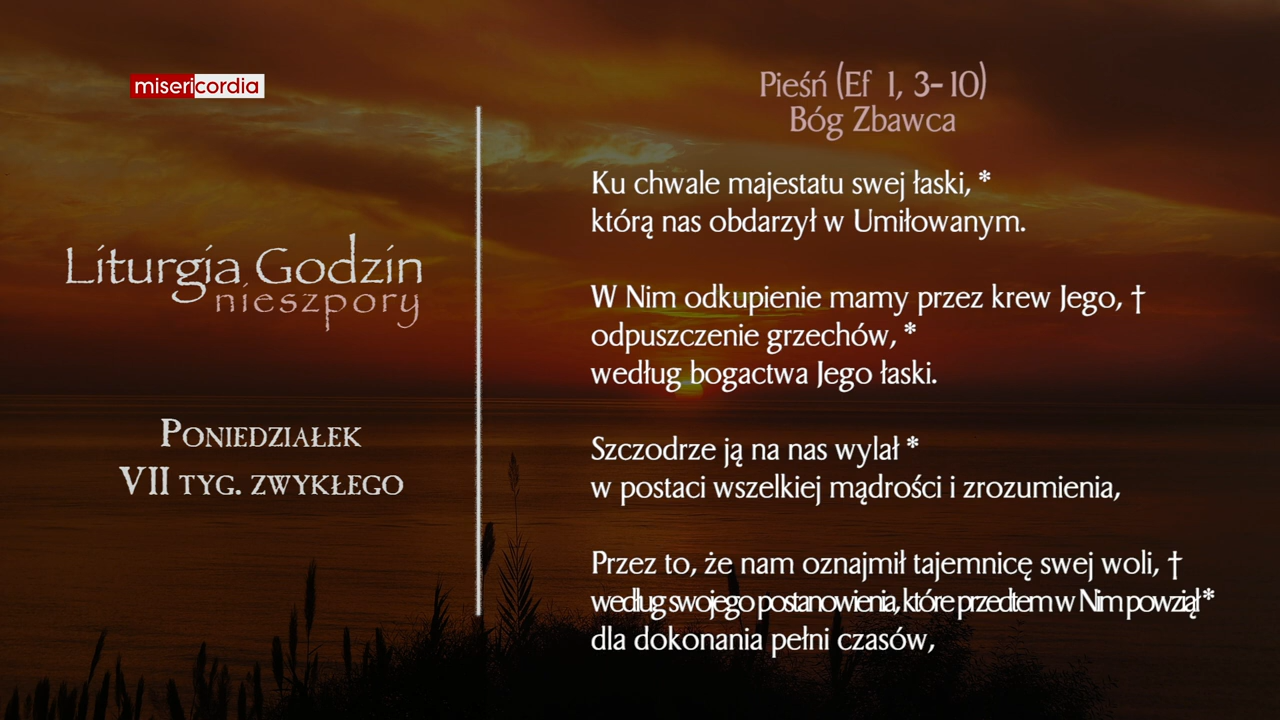 misericordia
Liturgia Godzin
nieszpory
Poniedziałek
VII tyg. zwykłego
Pieśń (Ef 1, 3-10)
Bóg Zbawca
Ku chwale majestatu swej łaski, *
którą nas obdarzył w Umiłowanym.
W Nim odkupienie mamy przez krew Jego, †
odpuszczenie grzechów, *
według bogactwa Jego łaski.
Szczodrze ją na nas wylał *
w postaci wszelkiej mądrości i zrozumienia,
Przez to, że nam oznajmił tajemnicę swej woli, †
według swojego postanowienia, które przedtem w Nim powziął *
dla dokonania pełni czasów,